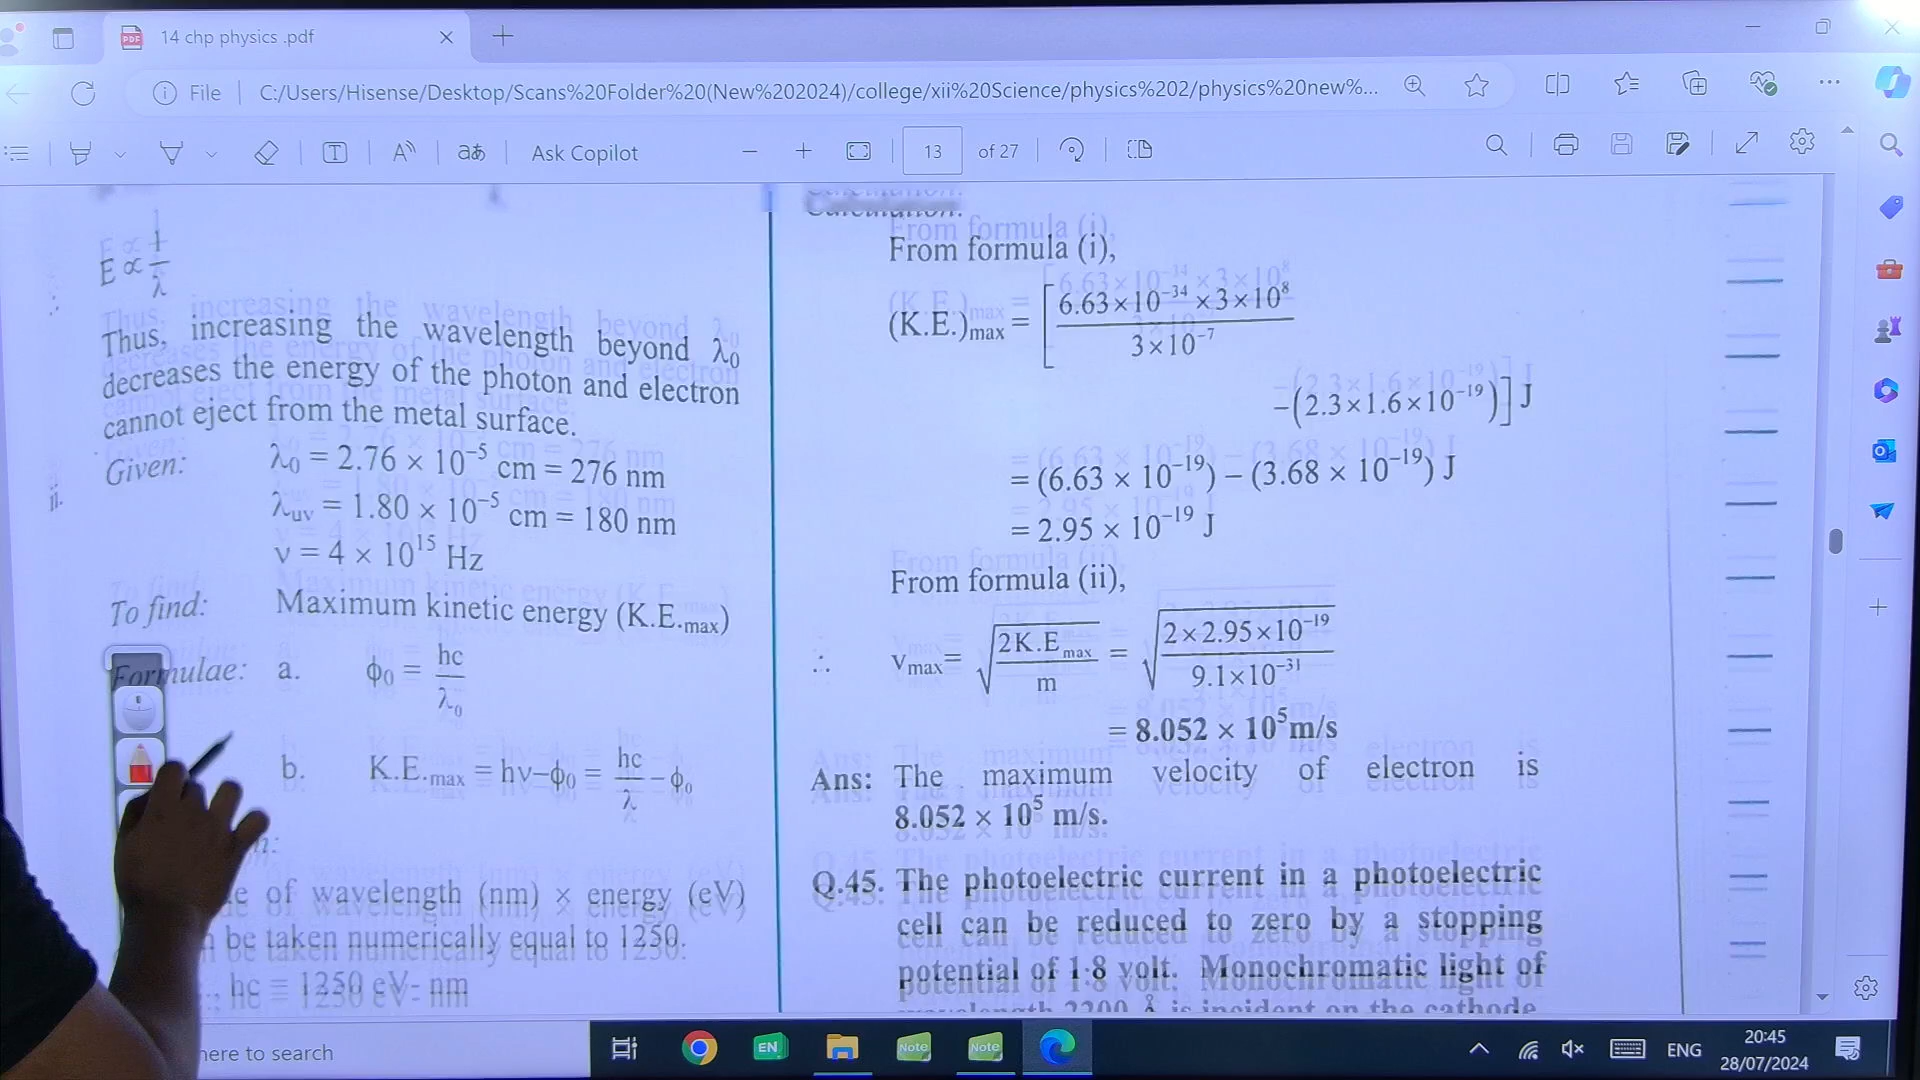 14 chp physics .pdf
File
C:/Users/Hisense/Desktop/Scans%20Folder%20(New%202024)/college/xii%20Science/physics%202/physics%20new%...
Ask Copilot
13 of 27
E ∝ 1/λ
Thus, increasing the wavelength beyond λ₀
decreases the energy of the photon and electron
cannot eject from the metal surface.
ii.
Given: λ₀ = 2.76 × 10⁻⁵ cm = 276 nm
λuv = 1.80 × 10⁻⁵ cm = 180 nm
ν = 4 × 10¹⁵ Hz
To find: Maximum kinetic energy (K.E.max)
Formulae: a. ϕ₀ = hc/λ₀
b. K.E.max = hν–ϕ₀ = hc/λ – ϕ₀
of wavelength (nm) × energy (eV)
be taken numerically equal to 1250.
hc = 1250 eV- nm
Calculation:
From formula (i),
(K.E.)max = [6.63×10⁻³⁴ ×3×10⁸ / 3×10⁻⁷
–(2.3×1.6×10⁻¹⁹)] J
= (6.63 × 10⁻¹⁹) – (3.68 × 10⁻¹⁹) J
= 2.95 × 10⁻¹⁹ J
From formula (ii),
∴ vmax = √(2K.Emax/m) = √(2×2.95×10⁻¹⁹/9.1×10⁻³¹)
= 8.052 × 10⁵m/s
Ans: The maximum velocity of electron is
8.052 × 10⁵ m/s.
Q.45. The photoelectric current in a photoelectric
cell can be reduced to zero by a stopping
potential of 1·8 volt. Monochromatic light of
Å is incident on the cathode
here to search
EN
Note
Note
ENG
20:45
28/07/2024